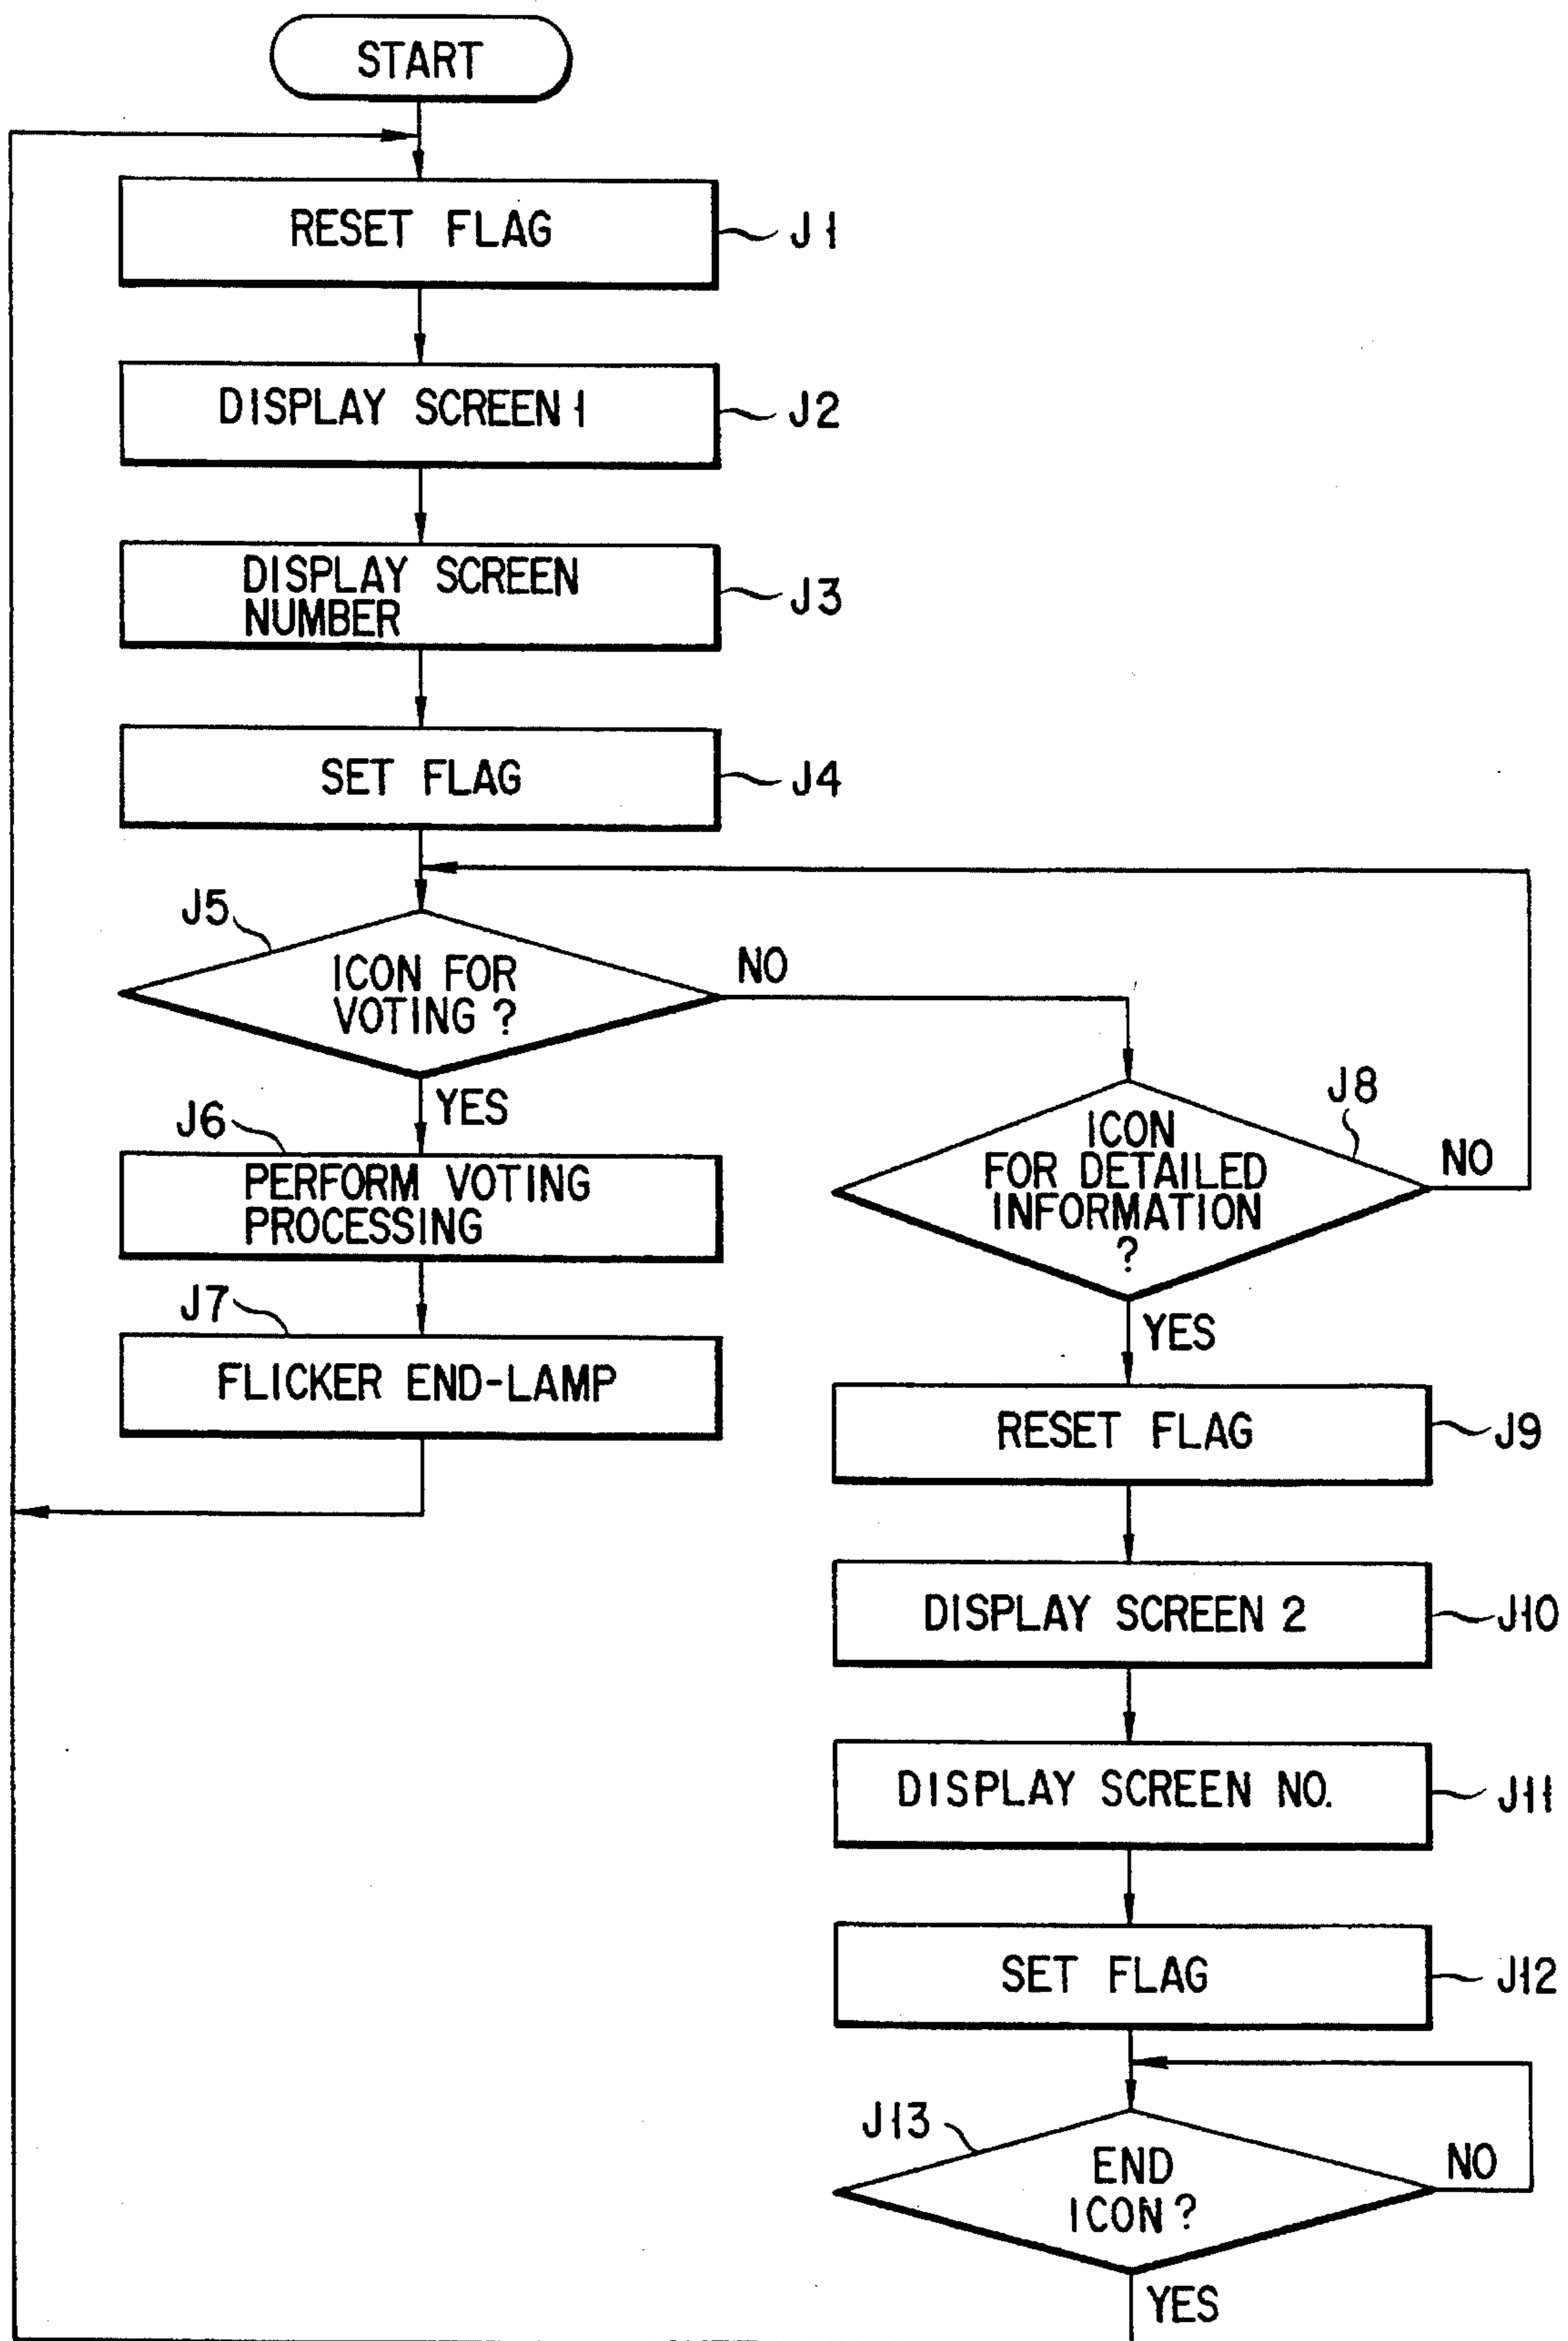 START
RESET FLAG
J1
DISPLAY SCREEN 1
J2
DISPLAY SCREEN
NUMBER
J3
SET FLAG
J4
J5
ICON FOR
VOTING ?
NO
YES
J6
PERFORM VOTING
PROCESSING
J7
FLICKER END-LAMP
J8
ICON
FOR DETAILED
INFORMATION
?
NO
YES
RESET FLAG
J9
DISPLAY SCREEN 2
J10
DISPLAY SCREEN NO.
J11
SET FLAG
J12
J13
END
ICON ?
NO
YES